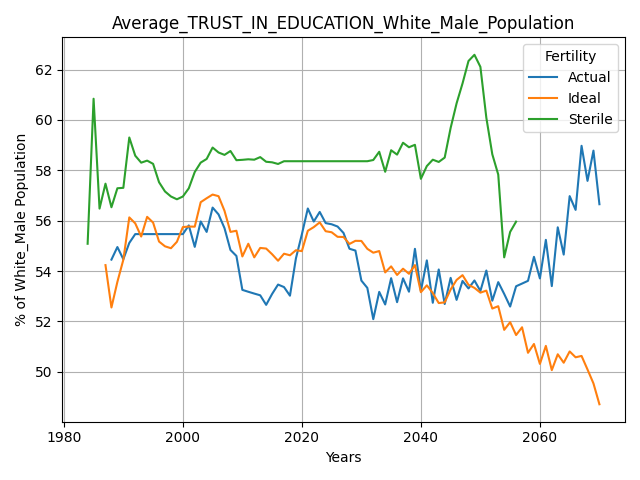 Average_TRUST_IN_EDUCATION_White_Male_Population
Fertility
Actual
Ideal
Sterile
% of White_Male Population
62
60
58
56
54
52
50
1980
2000
2020
2040
2060
Years